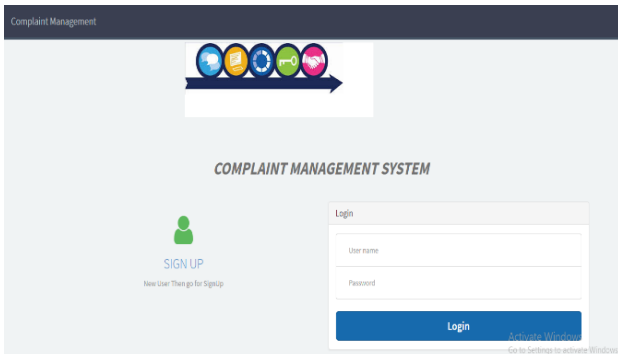 Complaint Management
COMPLAINT MANAGEMENT SYSTEM
SIGN UP
New User Then go for SignUp
Login
User name
Password
Login
Activate Windows
Go to Settings to activate Windows